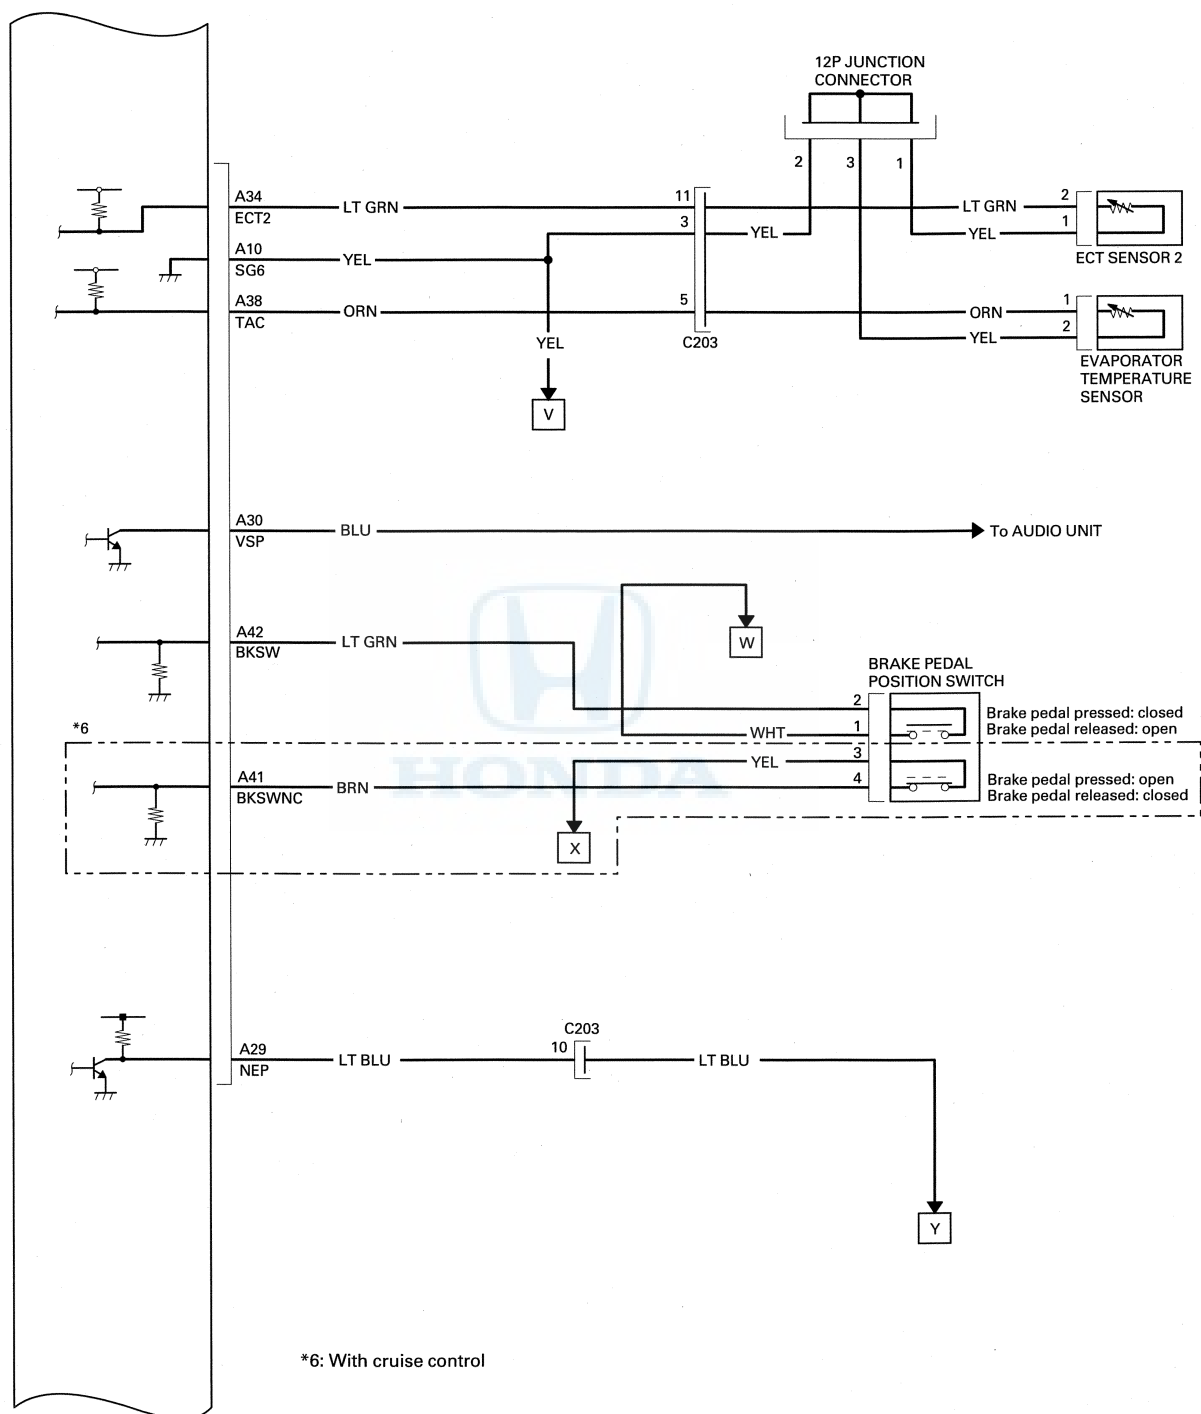 12P JUNCTION
CONNECTOR
2
3
1
A34
ECT2
LT GRN
11
LT GRN
2
3
YEL
YEL
1
ECT SENSOR 2
A10
SG6
YEL
A38
TAC
ORN
5
C203
ORN
1
YEL
2
EVAPORATOR
TEMPERATURE
SENSOR
YEL
V
A30
VSP
BLU
To AUDIO UNIT
A42
BKSW
LT GRN
W
BRAKE PEDAL
POSITION SWITCH
2
Brake pedal pressed: closed
Brake pedal released: open
WHT
1
*6
YEL
3
A41
BKSWNC
BRN
4
Brake pedal pressed: open
Brake pedal released: closed
HONDA
X
A29
NEP
LT BLU
C203
10
LT BLU
Y
*6: With cruise control